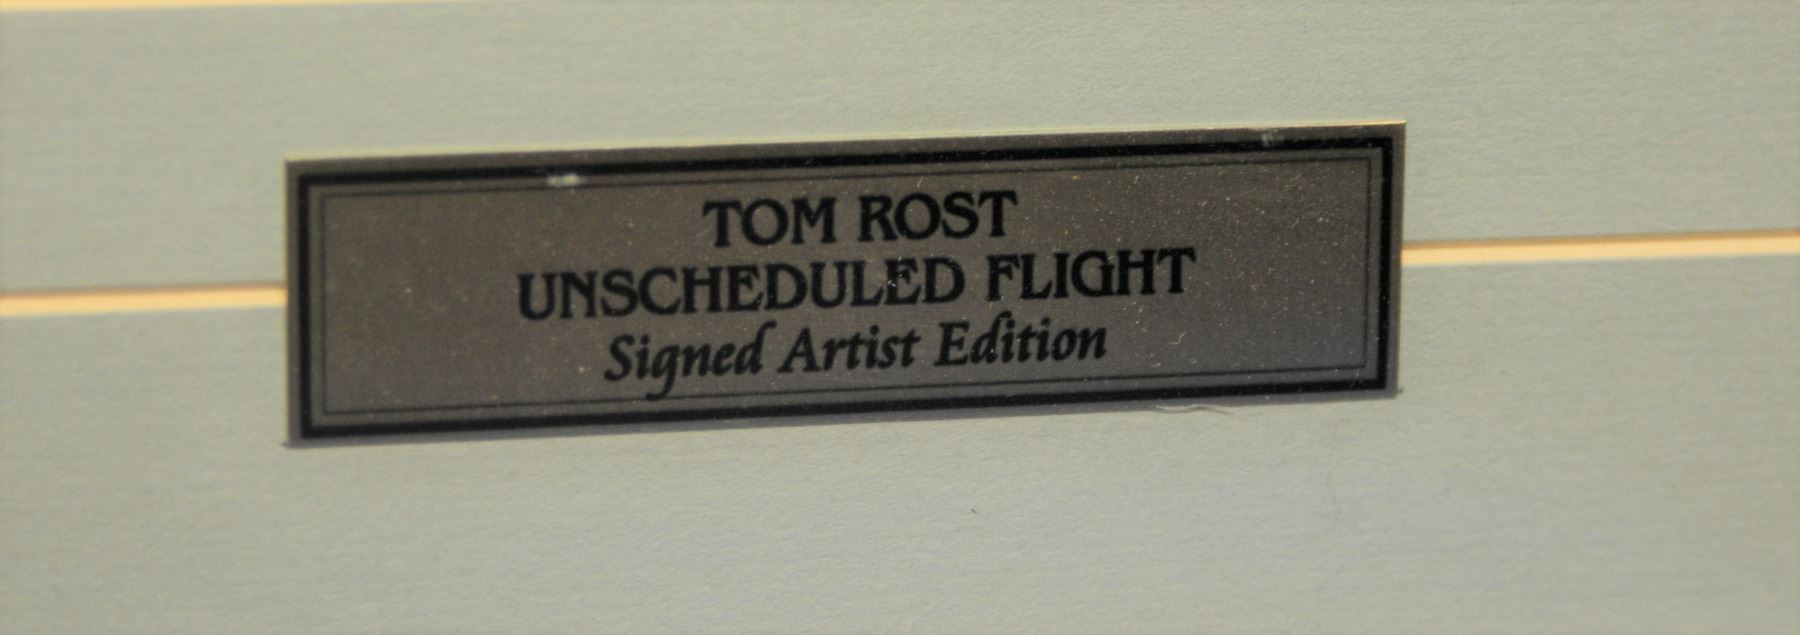 TOM ROST
UNSCHEDULED FLIGHT
Signed Artist Edition